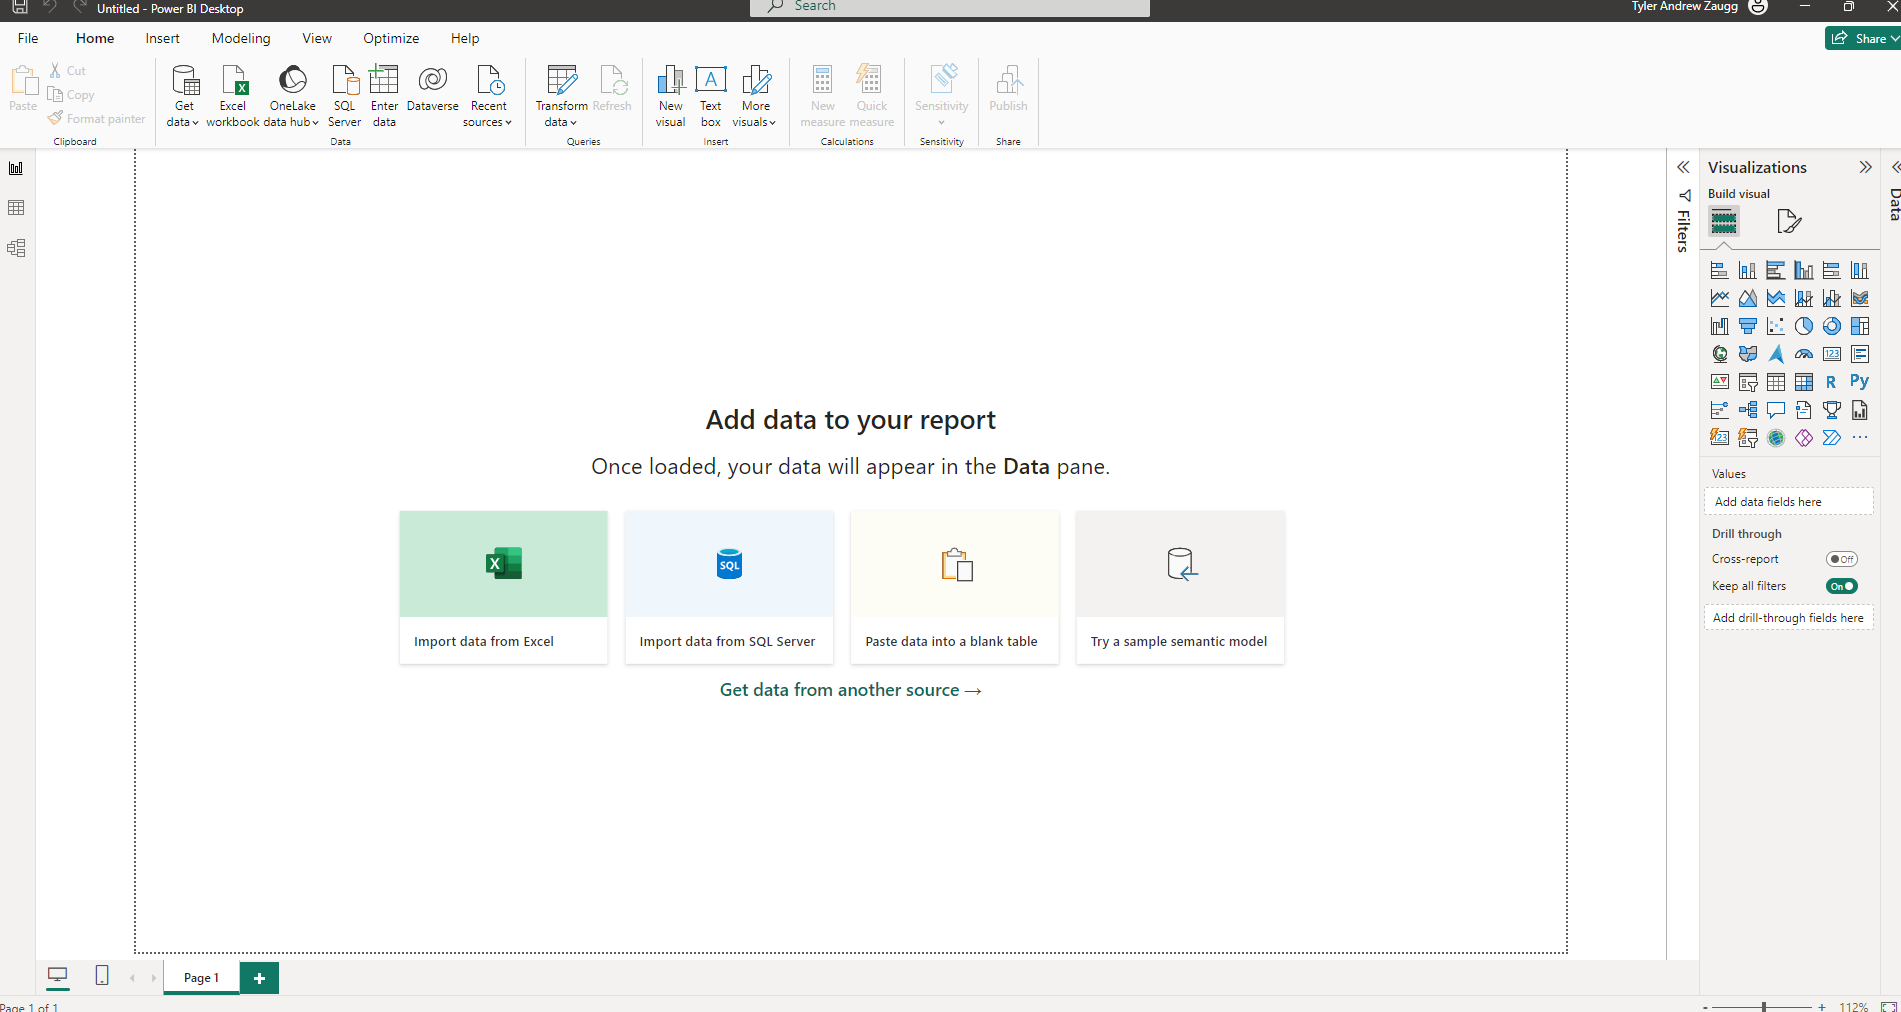 Untitled - Power BI Desktop
Search
Tyler Andrew Zaugg
File Home Insert Modeling View Optimize Help
Share
Paste
Cut
Copy
Format painter
Clipboard
Get data
Excel workbook
OneLake data hub
SQL Server
Enter data
Dataverse
Recent sources
Data
Transform data
Refresh
Queries
New visual
Text box
More visuals
Insert
New measure
Quick measure
Calculations
Sensitivity
Sensitivity
Publish
Share
Filters
Visualizations
Data
Build visual
123
R
Py
123
Values
Add data fields here
Drill through
Cross-report
Off
Keep all filters
On
Add drill-through fields here
Add data to your report
Once loaded, your data will appear in the Data pane.
X
SQL
Import data from Excel
Import data from SQL Server
Paste data into a blank table
Try a sample semantic model
Get data from another source →
Page 1
+
Page 1 of 1
- + 112%